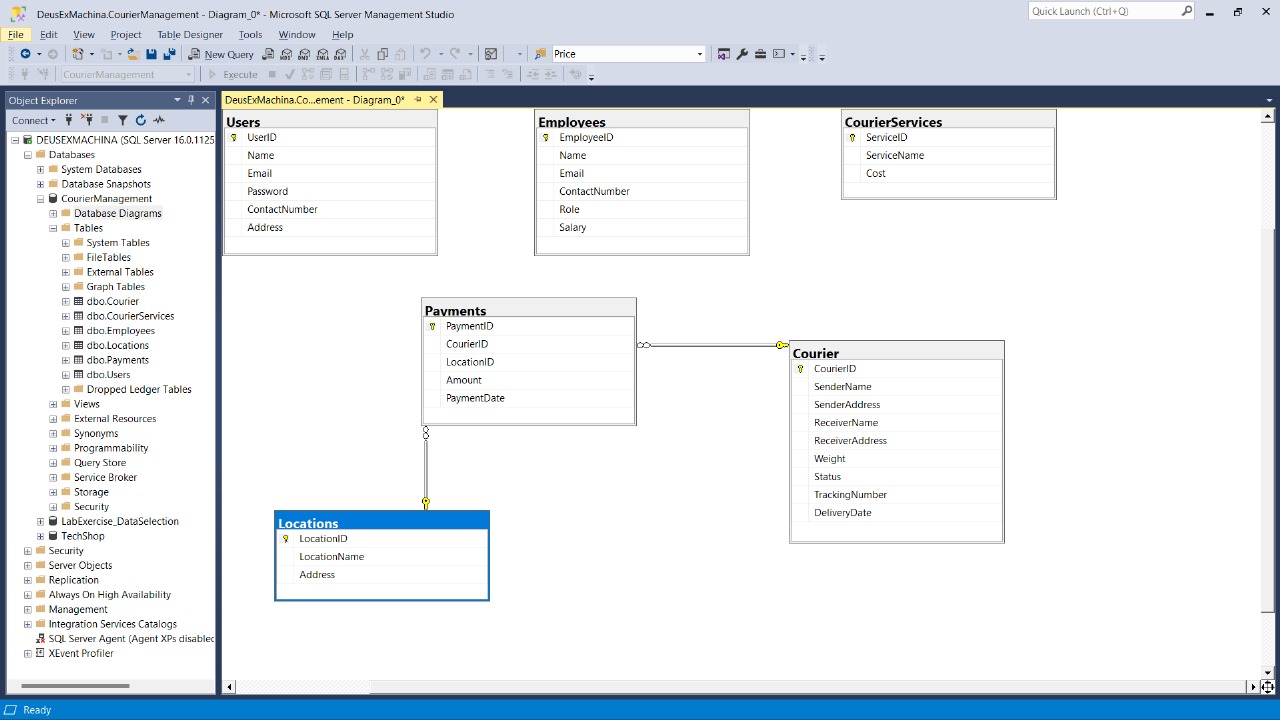 DeusExMachina.CourierManagement - Diagram_0* - Microsoft SQL Server Management Studio
Quick Launch (Ctrl+Q)
File Edit View Project Table Designer Tools Window Help
New Query
MDX DMX XMLA DAX
Price
CourierManagement
Execute
Object Explorer
DeusExMachina.Co...ement - Diagram_0*
Connect
DEUSEXMACHINA (SQL Server 16.0.1125
Databases
System Databases
Database Snapshots
CourierManagement
Database Diagrams
Tables
System Tables
FileTables
External Tables
Graph Tables
dbo.Courier
dbo.CourierServices
dbo.Employees
dbo.Locations
dbo.Payments
dbo.Users
Dropped Ledger Tables
Views
External Resources
Synonyms
Programmability
Query Store
Service Broker
Storage
Security
LabExercise_DataSelection
TechShop
Security
Server Objects
Replication
Always On High Availability
Management
Integration Services Catalogs
SQL Server Agent (Agent XPs disabled
XEvent Profiler
Users
UserID
Name
Email
Password
ContactNumber
Address
Employees
EmployeeID
Name
Email
ContactNumber
Role
Salary
CourierServices
ServiceID
ServiceName
Cost
Payments
PaymentID
CourierID
LocationID
Amount
PaymentDate
Courier
CourierID
SenderName
SenderAddress
ReceiverName
ReceiverAddress
Weight
Status
TrackingNumber
DeliveryDate
Locations
LocationID
LocationName
Address
Ready